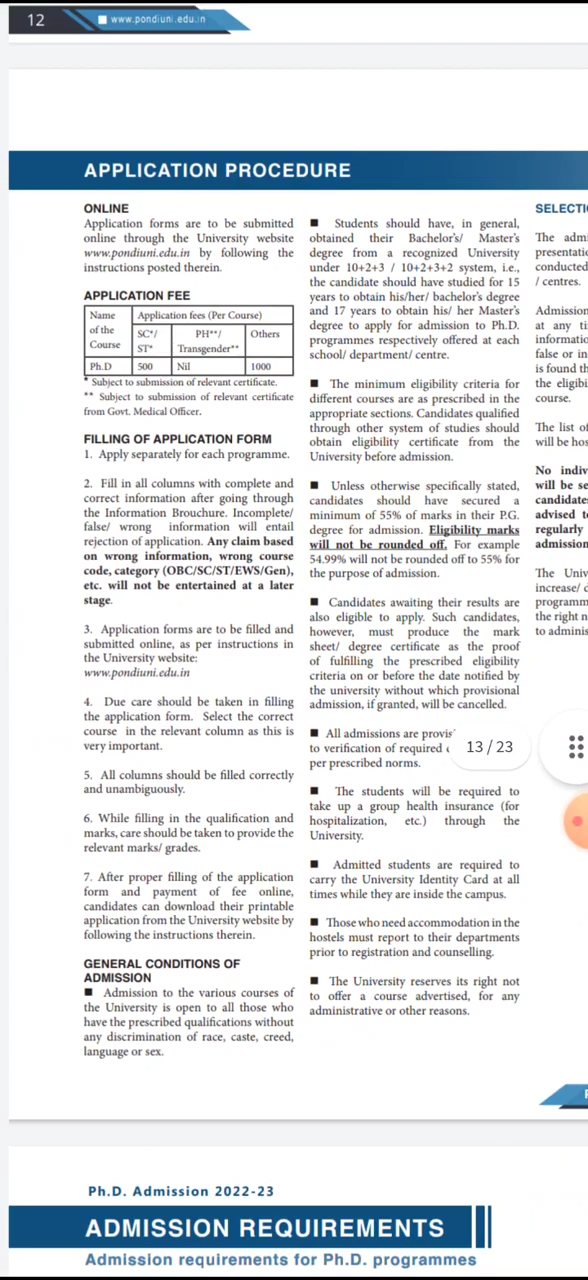 12
www.pondiuni.edu.in
APPLICATION PROCEDURE
ONLINE
Application forms are to be submitted
online through the University website
www.pondiuni.edu.in by following the
instructions posted therein.
APPLICATION FEE
Name of the Course
Application fees (Per Course)
SC*/ ST*
PH**/ Transgender**
Others
Ph.D 500 Nil 1000
* Subject to submission of relevant certificate.
** Subject to submission of relevant certificate
from Govt. Medical Officer.
FILLING OF APPLICATION FORM
1. Apply separately for each programme.
2. Fill in all columns with complete and
correct information after going through
the Information Brouchure. Incomplete/
false/ wrong information will entail
rejection of application. Any claim based
on wrong information, wrong course
code, category (OBC/SC/ST/EWS/Gen),
etc. will not be entertained at a later
stage.
3. Application forms are to be filled and
submitted online, as per instructions in
the University website:
www.pondiuni.edu.in
4. Due care should be taken in filling
the application form. Select the correct
course in the relevant column as this is
very important.
5. All columns should be filled correctly
and unambiguously.
6. While filling in the qualification and
marks, care should be taken to provide the
relevant marks/ grades.
7. After proper filling of the application
form and payment of fee online,
candidates can download their printable
application from the University website by
following the instructions therein.
GENERAL CONDITIONS OF
ADMISSION
■ Admission to the various courses of
the University is open to all those who
have the prescribed qualifications without
any discrimination of race, caste, creed,
language or sex.
■ Students should have, in general,
obtained their Bachelor's/ Master's
degree from a recognized University
under 10+2+3 / 10+2+3+2 system, i.e.,
the candidate should have studied for 15
years to obtain his/her/ bachelor's degree
and 17 years to obtain his/ her Master's
degree to apply for admission to Ph.D.
programmes respectively offered at each
school/ department/ centre.
■ The minimum eligibility criteria for
different courses are as prescribed in the
appropriate sections. Candidates qualified
through other system of studies should
obtain eligibility certificate from the
University before admission.
■ Unless otherwise specifically stated,
candidates should have secured a
minimum of 55% of marks in their P.G.
degree for admission. Eligibility marks
will not be rounded off. For example
54.99% will not be rounded off to 55% for
the purpose of admission.
■ Candidates awaiting their results are
also eligible to apply. Such candidates,
however, must produce the mark
sheet/ degree certificate as the proof
of fulfilling the prescribed eligibility
criteria on or before the date notified by
the university without which provisional
admission, if granted, will be cancelled.
■ All admissions are provis
to verification of required
per prescribed norms.
13 / 23
■ The students will be required to
take up a group health insurance (for
hospitalization, etc.) through the
University.
■ Admitted students are required to
carry the University Identity Card at all
times while they are inside the campus.
■ Those who need accommodation in the
hostels must report to their departments
prior to registration and counselling.
■ The University reserves its right not
to offer a course advertised, for any
administrative or other reasons.
SELECTI
The admi
presentatio
conducted
/ centres.
Admission
at any ti
informatio
false or in
is found th
the eligibi
course.
The list of
will be hos
No indiv
will be se
candidate
advised t
regularly
admission
The Univ
increase/ d
programm
the right n
to adminis
Ph.D. Admission 2022-23
ADMISSION REQUIREMENTS
Admission requirements for Ph.D. programmes